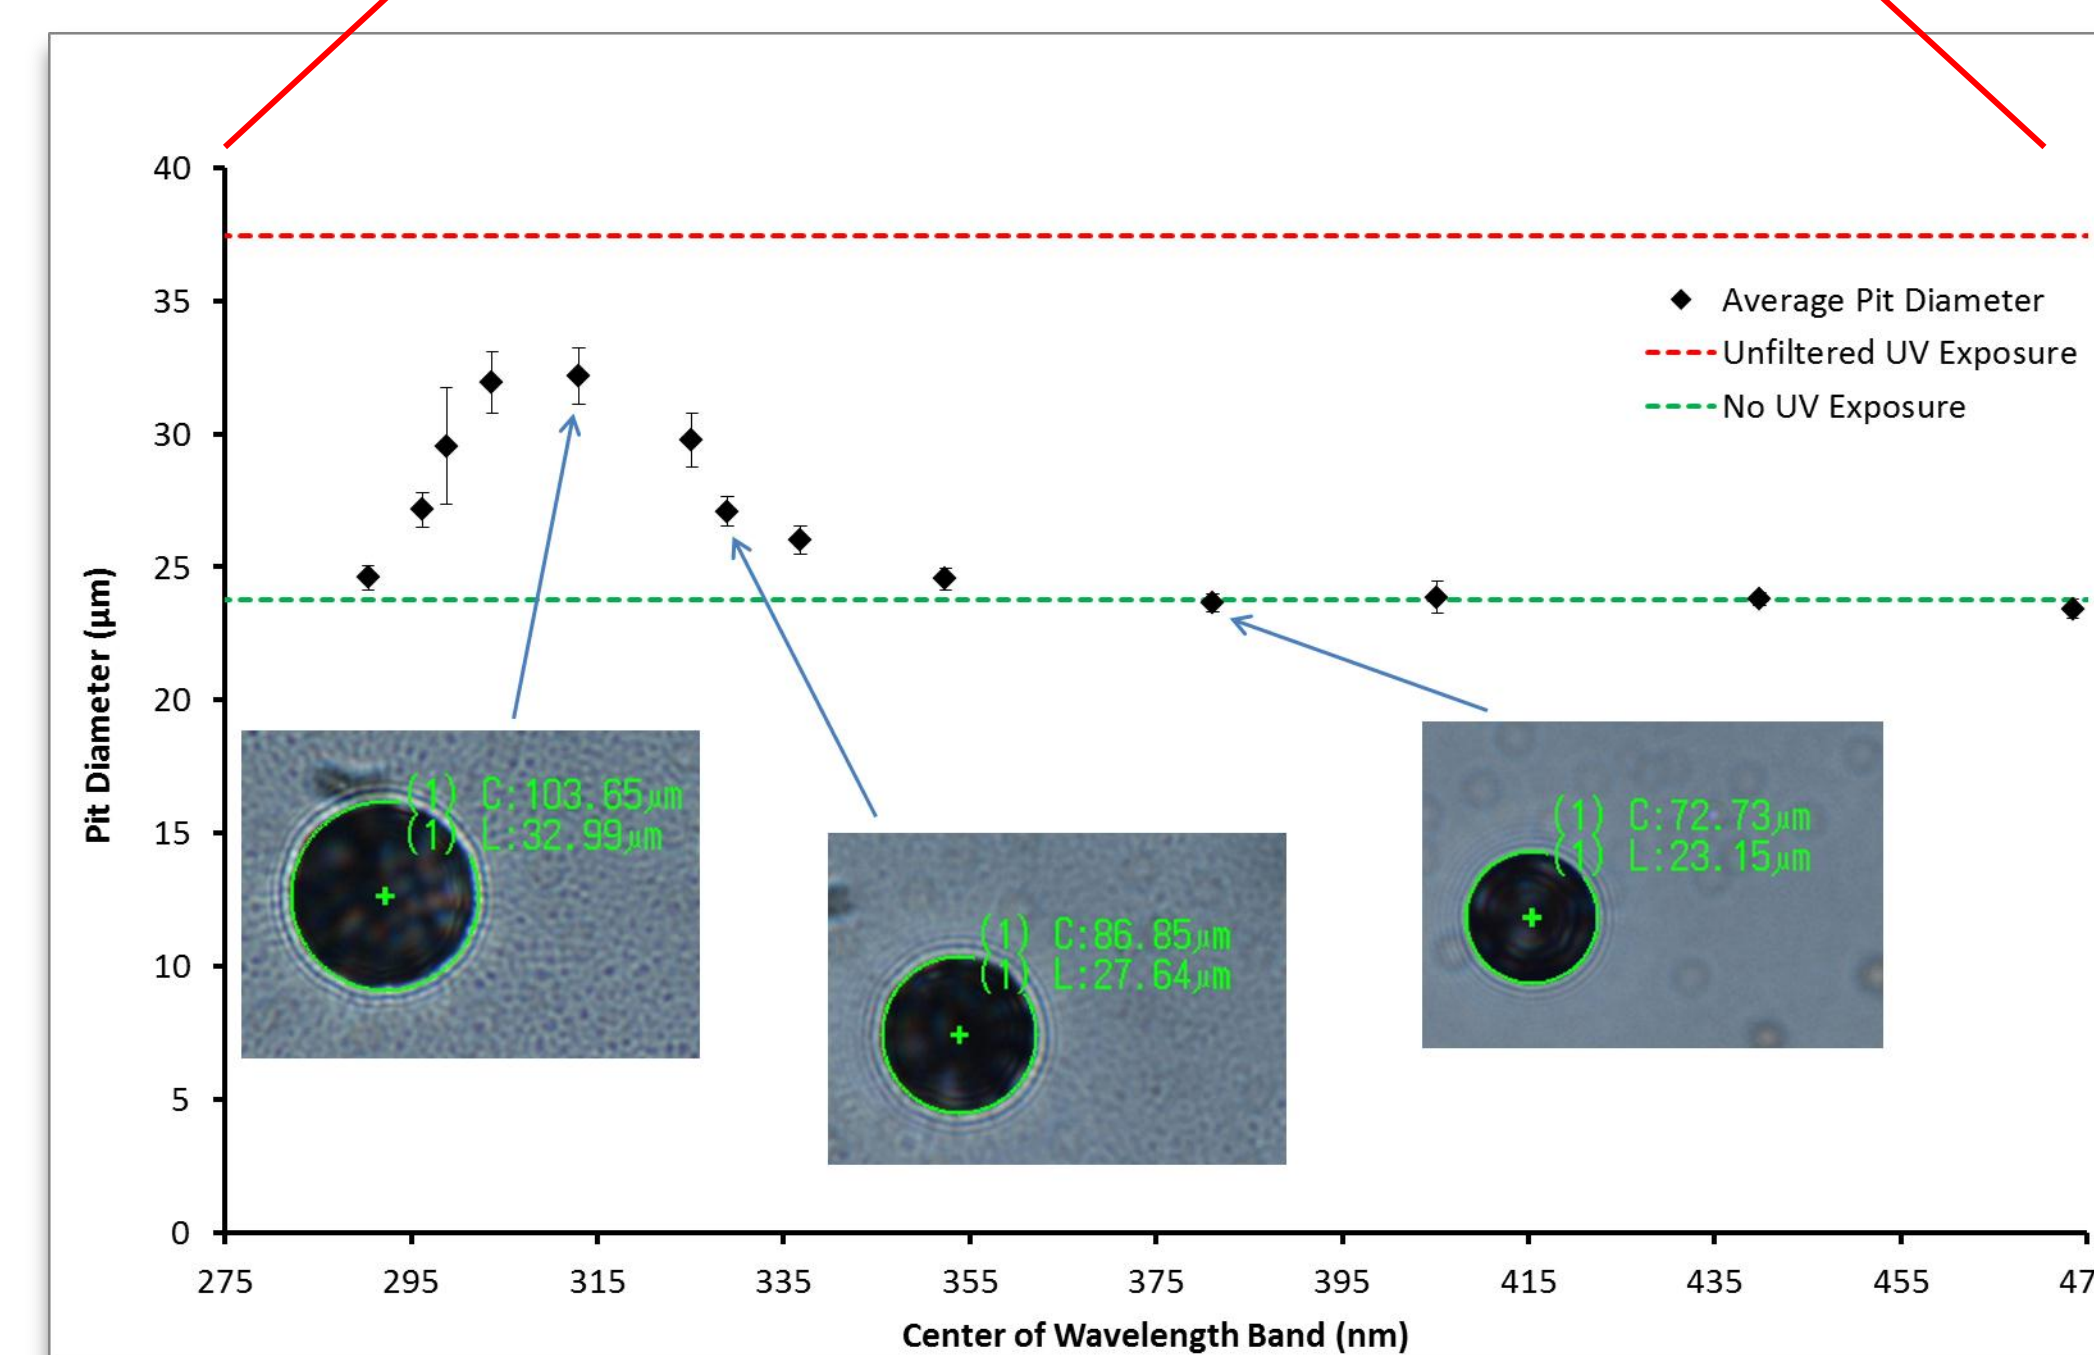 40
35
30
25
20
15
10
5
0
Pit Diameter (µm)
Average Pit Diameter
Unfiltered UV Exposure
No UV Exposure
(1) C:103.65µm
(1) L:32.99µm
(1) C:86.85µm
(1) L:27.64µm
(1) C:72.73µm
(1) L:23.15µm
275 295 315 335 355 375 395 415 435 455 47
Center of Wavelength Band (nm)